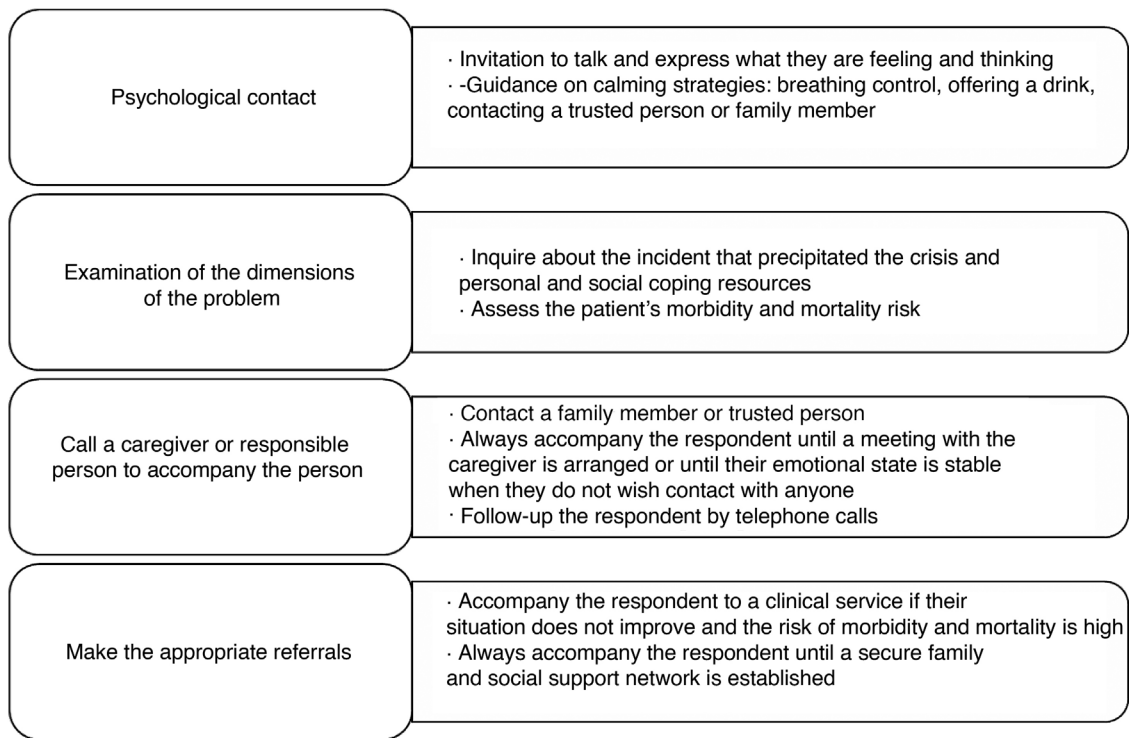 Psychological contact
· Invitation to talk and express what they are feeling and thinking
· -Guidance on calming strategies: breathing control, offering a drink,
contacting a trusted person or family member
Examination of the dimensions
of the problem
· Inquire about the incident that precipitated the crisis and
personal and social coping resources
· Assess the patient’s morbidity and mortality risk
Call a caregiver or responsible
person to accompany the person
· Contact a family member or trusted person
· Always accompany the respondent until a meeting with the
caregiver is arranged or until their emotional state is stable
when they do not wish contact with anyone
· Follow-up the respondent by telephone calls
Make the appropriate referrals
· Accompany the respondent to a clinical service if their
situation does not improve and the risk of morbidity and mortality is high
· Always accompany the respondent until a secure family
and social support network is established